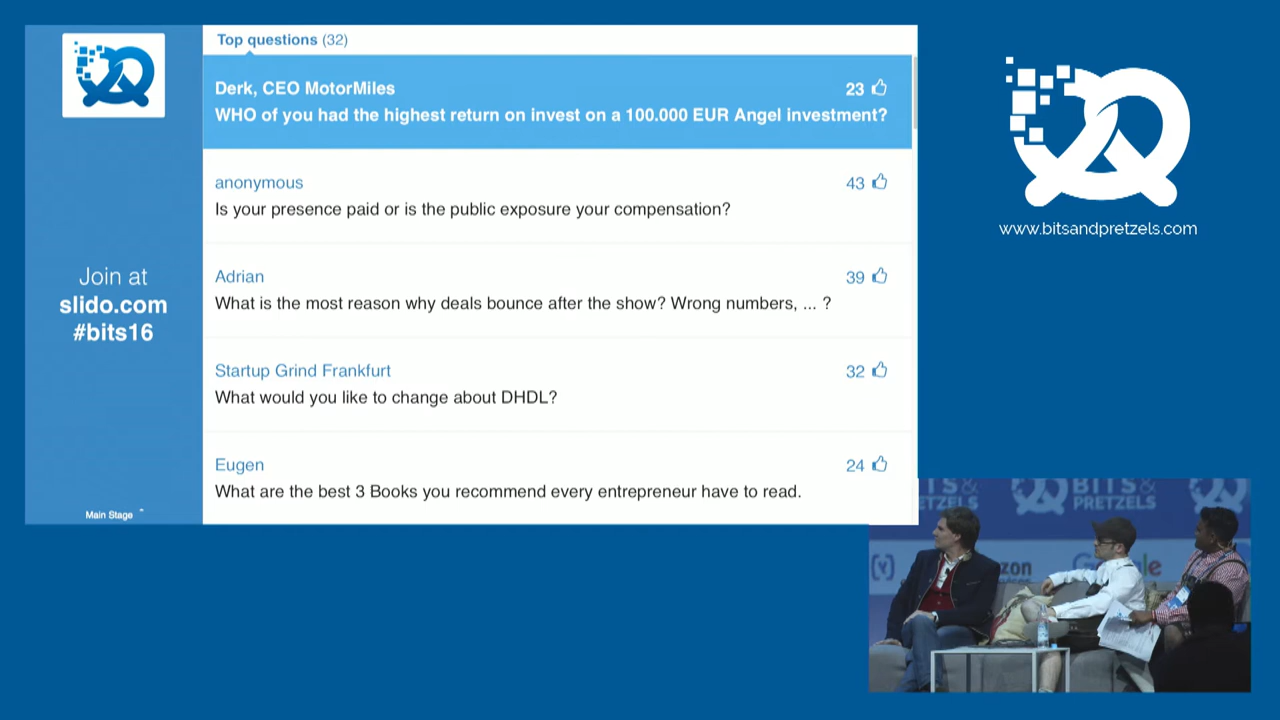 Top questions (32)
Derk, CEO MotorMiles
23
WHO of you had the highest return on invest on a 100.000 EUR Angel investment?
anonymous
43
Is your presence paid or is the public exposure your compensation?
Adrian
39
What is the most reason why deals bounce after the show? Wrong numbers, ... ?
Startup Grind Frankfurt
32
What would you like to change about DHDL?
Eugen
24
What are the best 3 Books you recommend every entrepreneur have to read.
Join at
slido.com
#bits16
Main Stage
www.bitsandpretzels.com
BITS &
PRETZELS